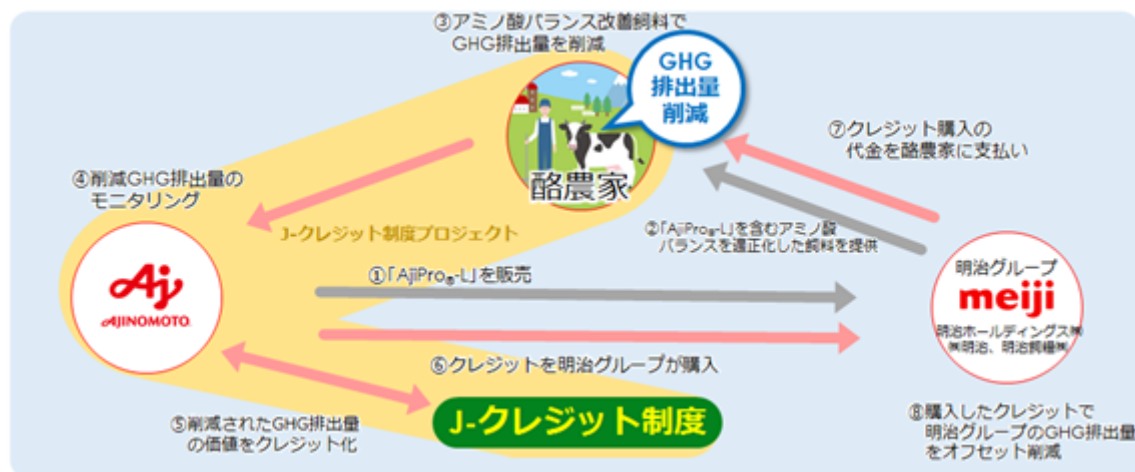 ③アミノ酸バランス改善飼料で
GHG排出量を削減
GHG
排出量
削減
酪農家
⑦クレジット購入の
代金を酪農家に支払い
④削減GHG排出量の
モニタリング
J-クレジット制度プロジェクト
②「AjiPro®-L」を含むアミノ酸
バランスを適正化した飼料を提供
①「AjiPro®-L」を販売
Aj
AJINOMOTO
明治グループ
meiji
明治ホールディングス㈱
㈱明治、明治飼糧㈱
⑥クレジットを明治グループが購入
J-クレジット制度
⑤削減されたGHG排出量
の価値をクレジット化
⑧購入したクレジットで
明治グループのGHG排出量
をオフセット削減